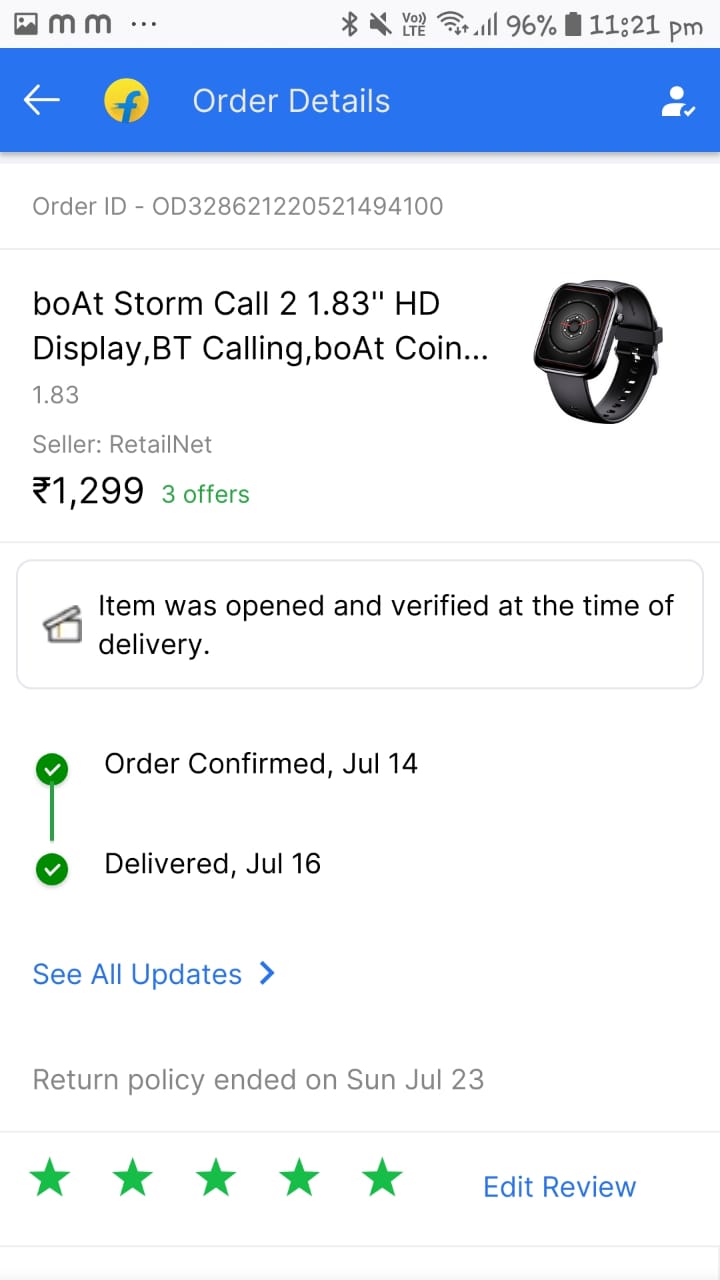 m m ... Vo)) LTE 96% 11:21 pm
Order Details
Order ID - OD328621220521494100
boAt Storm Call 2 1.83" HD
Display,BT Calling,boAt Coin...
1.83
Seller: RetailNet
₹1,299 3 offers
Item was opened and verified at the time of
delivery.
Order Confirmed, Jul 14
Delivered, Jul 16
See All Updates
Return policy ended on Sun Jul 23
Edit Review